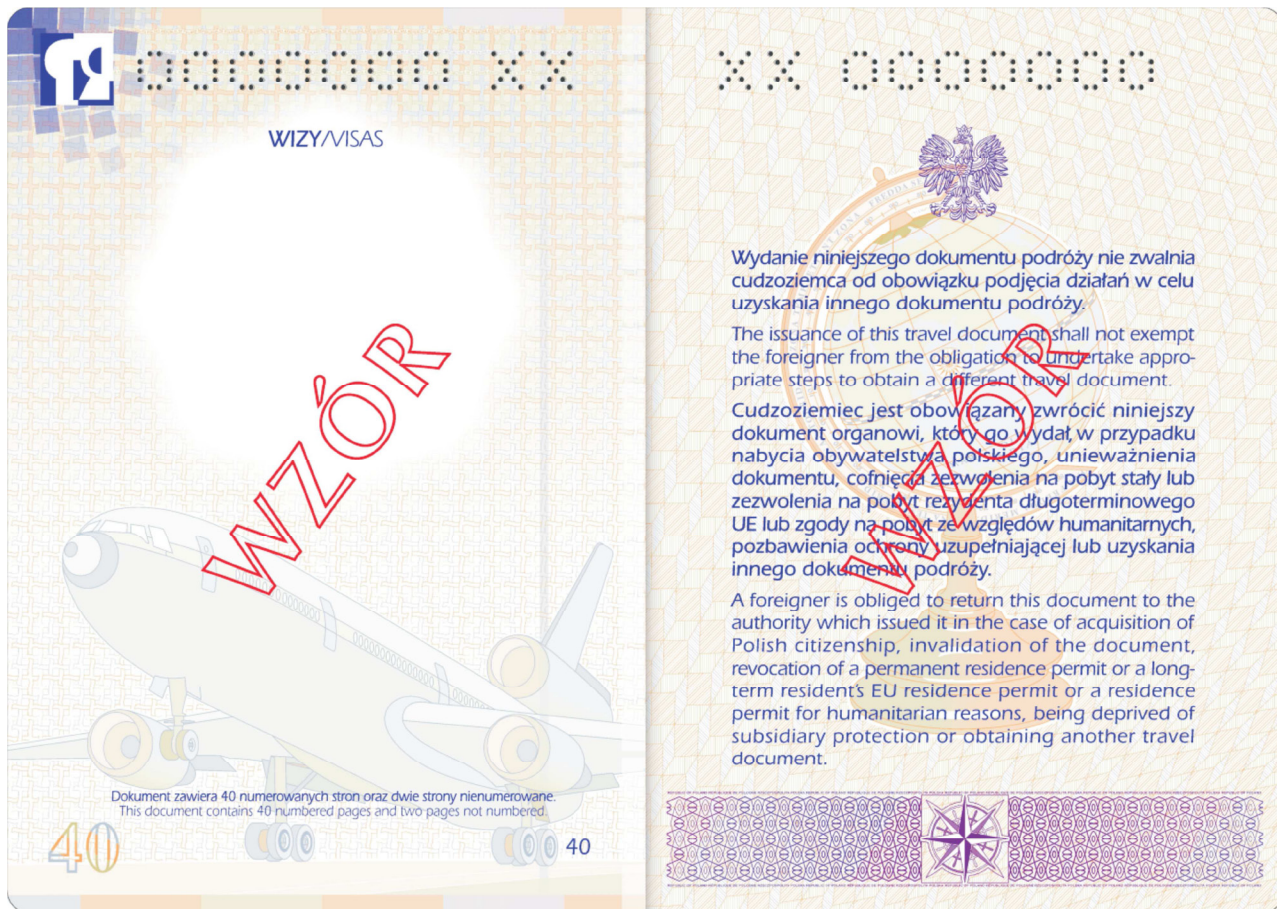 0000000 XX
WIZY/VISAS
WZÓR
Dokument zawiera 40 numerowanych stron oraz dwie strony nienumerowane.
This document contains 40 numbered pages and two pages not numbered.
40
40
XX 0000000
Wydanie niniejszego dokumentu podróży nie zwalnia
cudzoziemca od obowiązku podjęcia działań w celu
uzyskania innego dokumentu podróży.
The issuance of this travel document shall not exempt
the foreigner from the obligation to undertake appro-
priate steps to obtain a different travel document.
Cudzoziemiec jest obowiązany zwrócić niniejszy
dokument organowi, który go wydał, w przypadku
nabycia obywatelstwa polskiego, unieważnienia
dokumentu, cofnięcia zezwolenia na pobyt stały lub
zezwolenia na pobyt rezydenta długoterminowego
UE lub zgody na pobyt ze względów humanitarnych,
pozbawienia ochrony uzupełniającej lub uzyskania
innego dokumentu podróży.
A foreigner is obliged to return this document to the
authority which issued it in the case of acquisition of
Polish citizenship, invalidation of the document,
revocation of a permanent residence permit or a long-
term resident's EU residence permit or a residence
permit for humanitarian reasons, being deprived of
subsidiary protection or obtaining another travel
document.
WZÓR